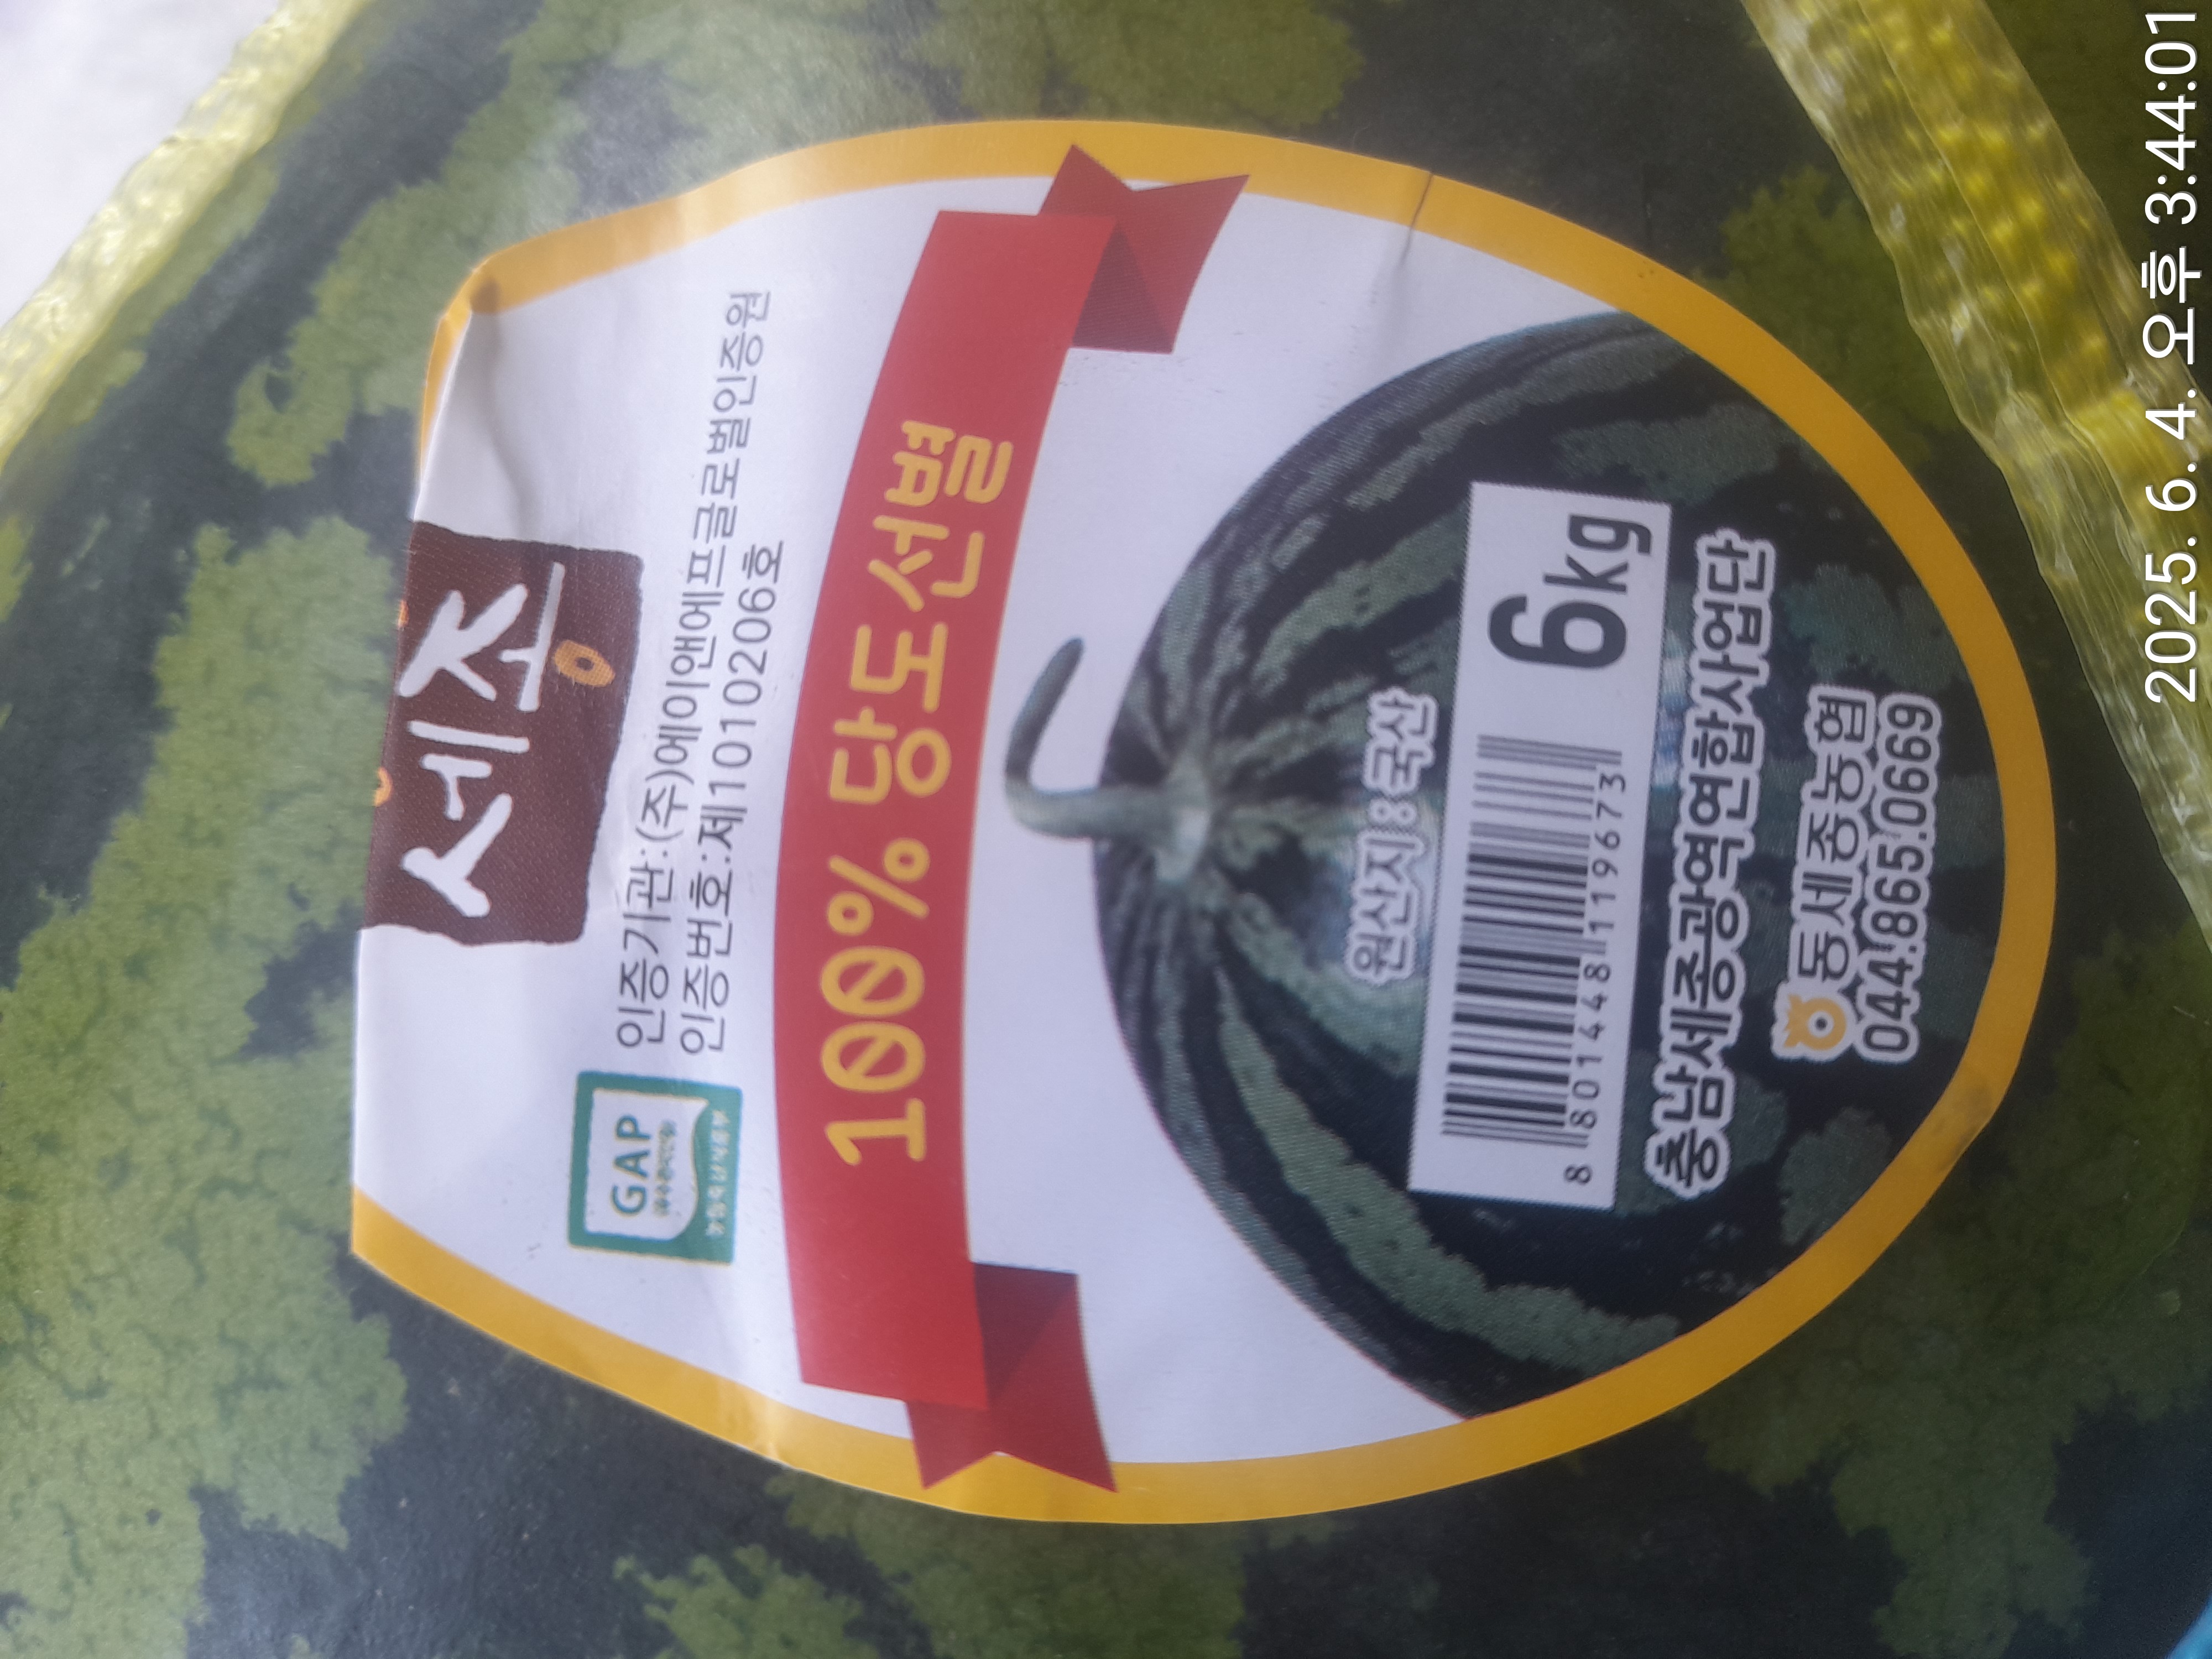 세종
GAP
인증기관:(주)에이앤에프글로벌인증원
인증번호:제1010206호
100% 당도선별
원산지:국산
6kg
8 801448 119673
충남세종광역연합사업단
동세종농협
044.865.0669
2025. 6. 4. 오후 3:44:01